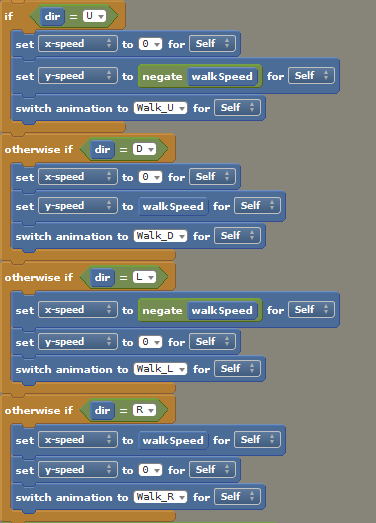 if dir = U
set x-speed to 0 for Self
set y-speed to negate walkSpeed for Self
switch animation to Walk_U for Self
otherwise if dir = D
set x-speed to 0 for Self
set y-speed to walkSpeed for Self
switch animation to Walk_D for Self
otherwise if dir = L
set x-speed to negate walkSpeed for Self
set y-speed to 0 for Self
switch animation to Walk_L for Self
otherwise if dir = R
set x-speed to walkSpeed for Self
set y-speed to 0 for Self
switch animation to Walk_R for Self